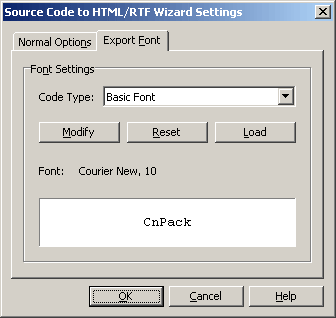 Source Code to HTML/RTF Wizard Settings
Normal Options Export Font
Font Settings
Code Type: Basic Font
Modify Reset Load
Font: Courier New, 10
CnPack
OK Cancel Help